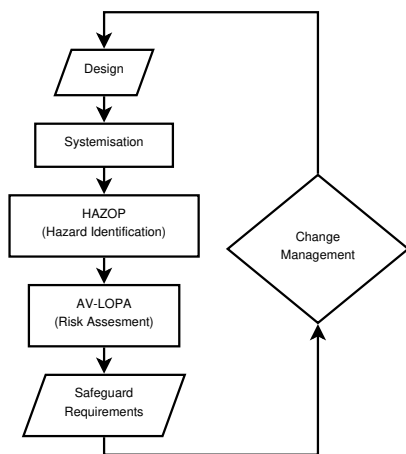 Design
Systemisation
HAZOP
(Hazard Identification)
AV-LOPA
(Risk Assesment)
Safeguard
Requirements
Change
Management